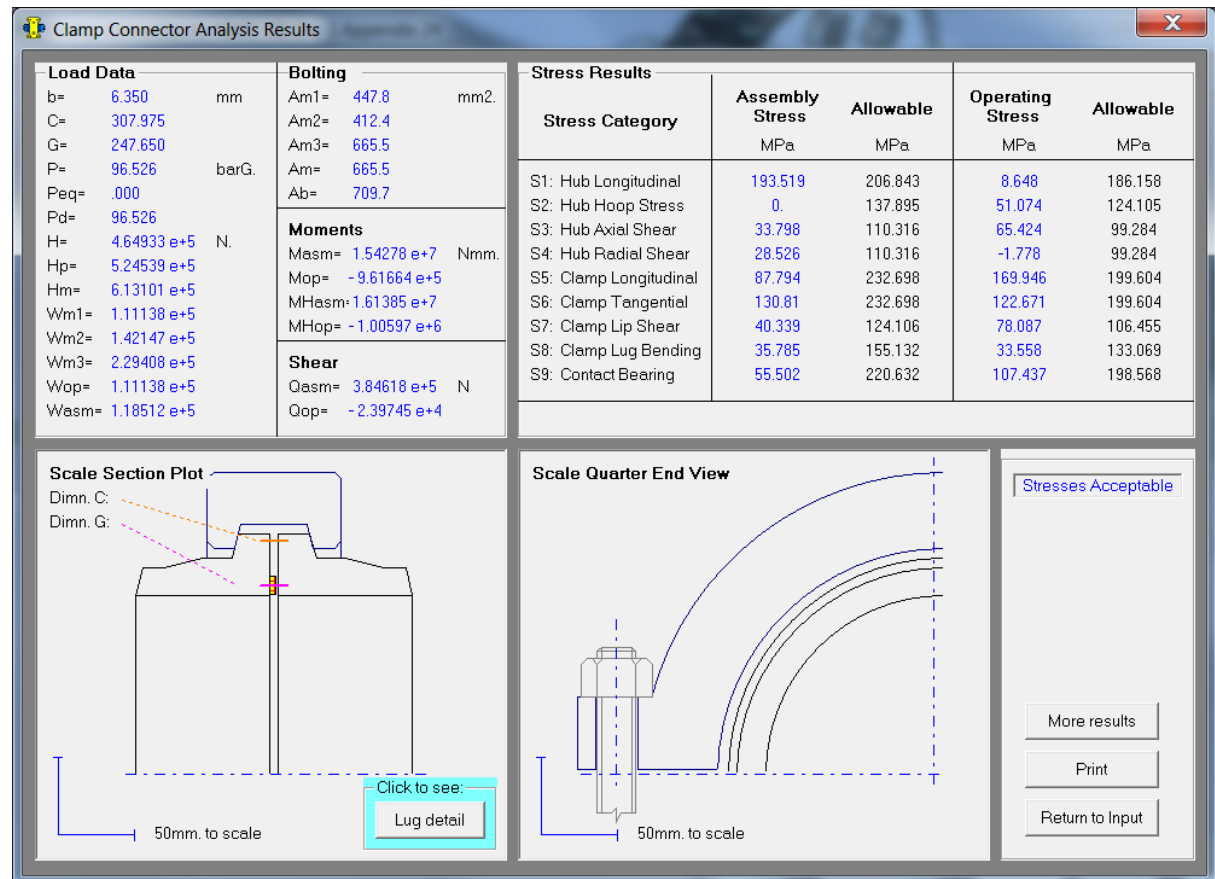 Clamp Connector Analysis Results
X
Load Data
b= 6.350 mm
C= 307.975
G= 247.650
P= 96.526 barG.
Peq= .000
Pd= 96.526
H= 4.64933 e+5 N.
Hp= 5.24539 e+5
Hm= 6.13101 e+5
Wm1= 1.11138 e+5
Wm2= 1.42147 e+5
Wm3= 2.29408 e+5
Wop= 1.11138 e+5
Wasm= 1.18512 e+5
Bolting
Am1= 447.8 mm2.
Am2= 412.4
Am3= 665.5
Am= 665.5
Ab= 709.7
Moments
Masm= 1.54278 e+7 Nmm.
Mop= - 9.61664 e+5
MHasm= 1.61385 e+7
MHop= - 1.00597 e+6
Shear
Qasm= 3.84618 e+5 N
Qop= - 2.39745 e+4
Stress Results
Stress Category Assembly Stress Allowable Operating Stress Allowable
MPa MPa MPa MPa
S1: Hub Longitudinal 193.519 206.843 8.648 186.158
S2: Hub Hoop Stress 0. 137.895 51.074 124.105
S3: Hub Axial Shear 33.798 110.316 65.424 99.284
S4: Hub Radial Shear 28.526 110.316 -1.778 99.284
S5: Clamp Longitudinal 87.794 232.698 169.946 199.604
S6: Clamp Tangential 130.81 232.698 122.671 199.604
S7: Clamp Lip Shear 40.339 124.106 78.087 106.455
S8: Clamp Lug Bending 35.785 155.132 33.558 133.069
S9: Contact Bearing 55.502 220.632 107.437 198.568
Scale Section Plot
Dimn. C:
Dimn. G:
50mm. to scale
Click to see:
Lug detail
Scale Quarter End View
50mm. to scale
Stresses Acceptable
More results
Print
Return to Input